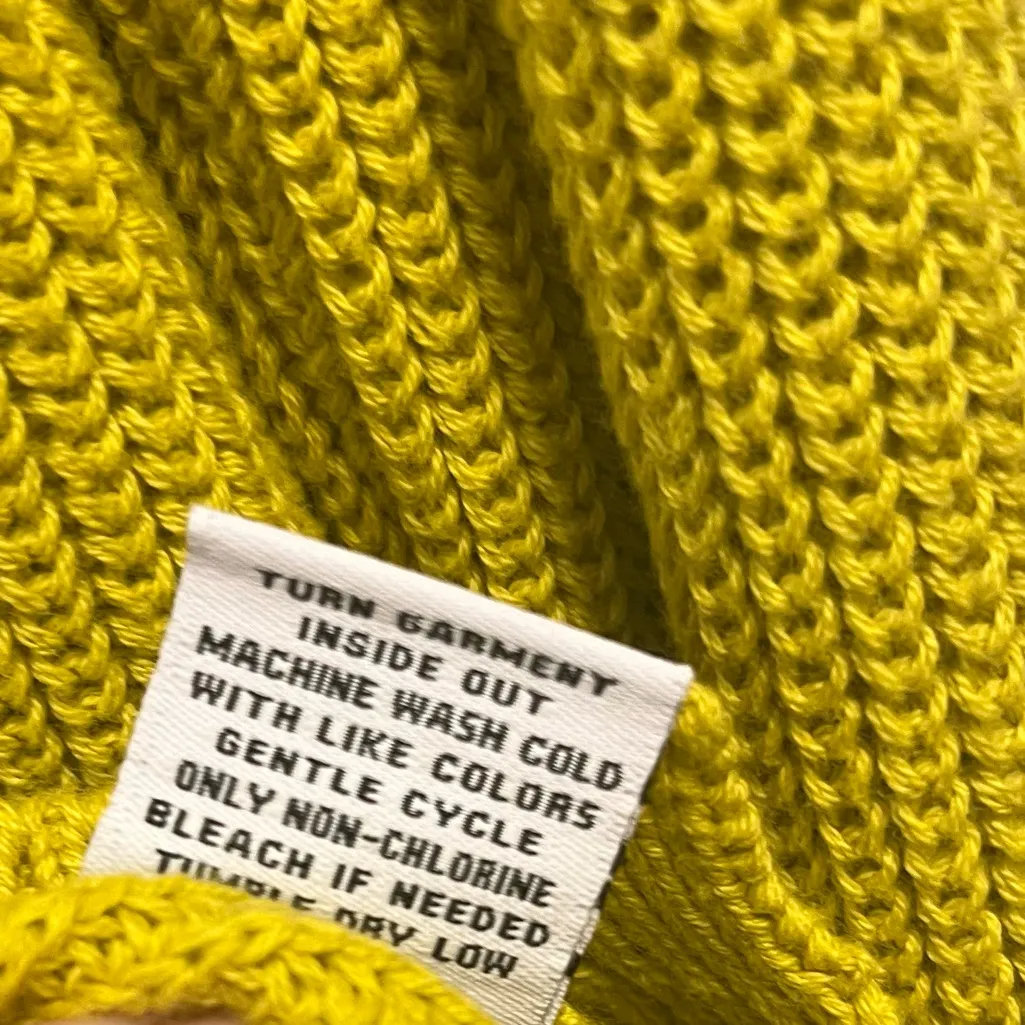 TURN GARMENT
INSIDE OUT
MACHINE WASH COLD
WITH LIKE COLORS
GENTLE CYCLE
ONLY NON-CHLORINE
BLEACH IF NEEDED
TUMBLE DRY LOW